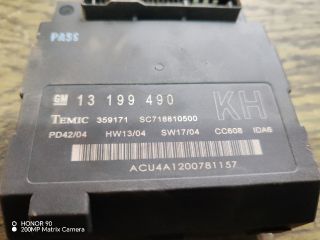 PASS
GM 13 199 490
KH
TEMIC 359171 SC716610500
PD42/04 HW13/04 SW17/04 CC608 IDA6
ACU4A1200781157
HONOR 90
200MP Matrix Camera